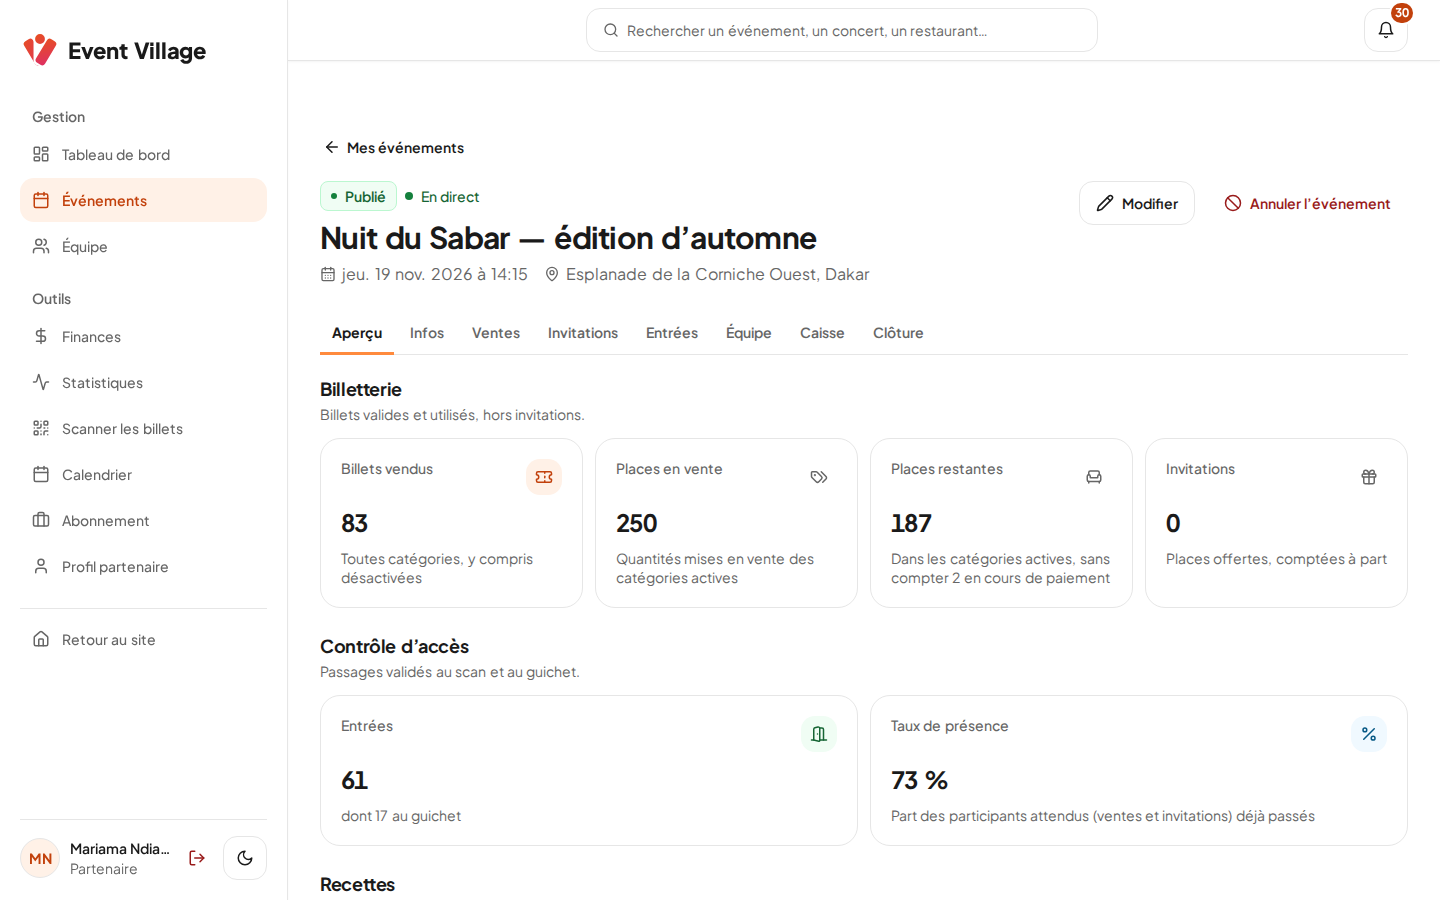 Event Village
Rechercher un événement, un concert, un restaurant…
30
Gestion
Tableau de bord
Événements
Équipe
Outils
Finances
Statistiques
Scanner les billets
Calendrier
Abonnement
Profil partenaire
Retour au site
MN
Mariama Ndia…
Partenaire
Mes événements
Publié
En direct
Modifier
Annuler l’événement
Nuit du Sabar — édition d’automne
jeu. 19 nov. 2026 à 14:15
Esplanade de la Corniche Ouest, Dakar
Aperçu
Infos
Ventes
Invitations
Entrées
Équipe
Caisse
Clôture
Billetterie
Billets valides et utilisés, hors invitations.
Billets vendus
83
Toutes catégories, y compris
désactivées
Places en vente
250
Quantités mises en vente des
catégories actives
Places restantes
187
Dans les catégories actives, sans
compter 2 en cours de paiement
Invitations
0
Places offertes, comptées à part
Contrôle d’accès
Passages validés au scan et au guichet.
Entrées
61
dont 17 au guichet
Taux de présence
73 %
Part des participants attendus (ventes et invitations) déjà passés
Recettes